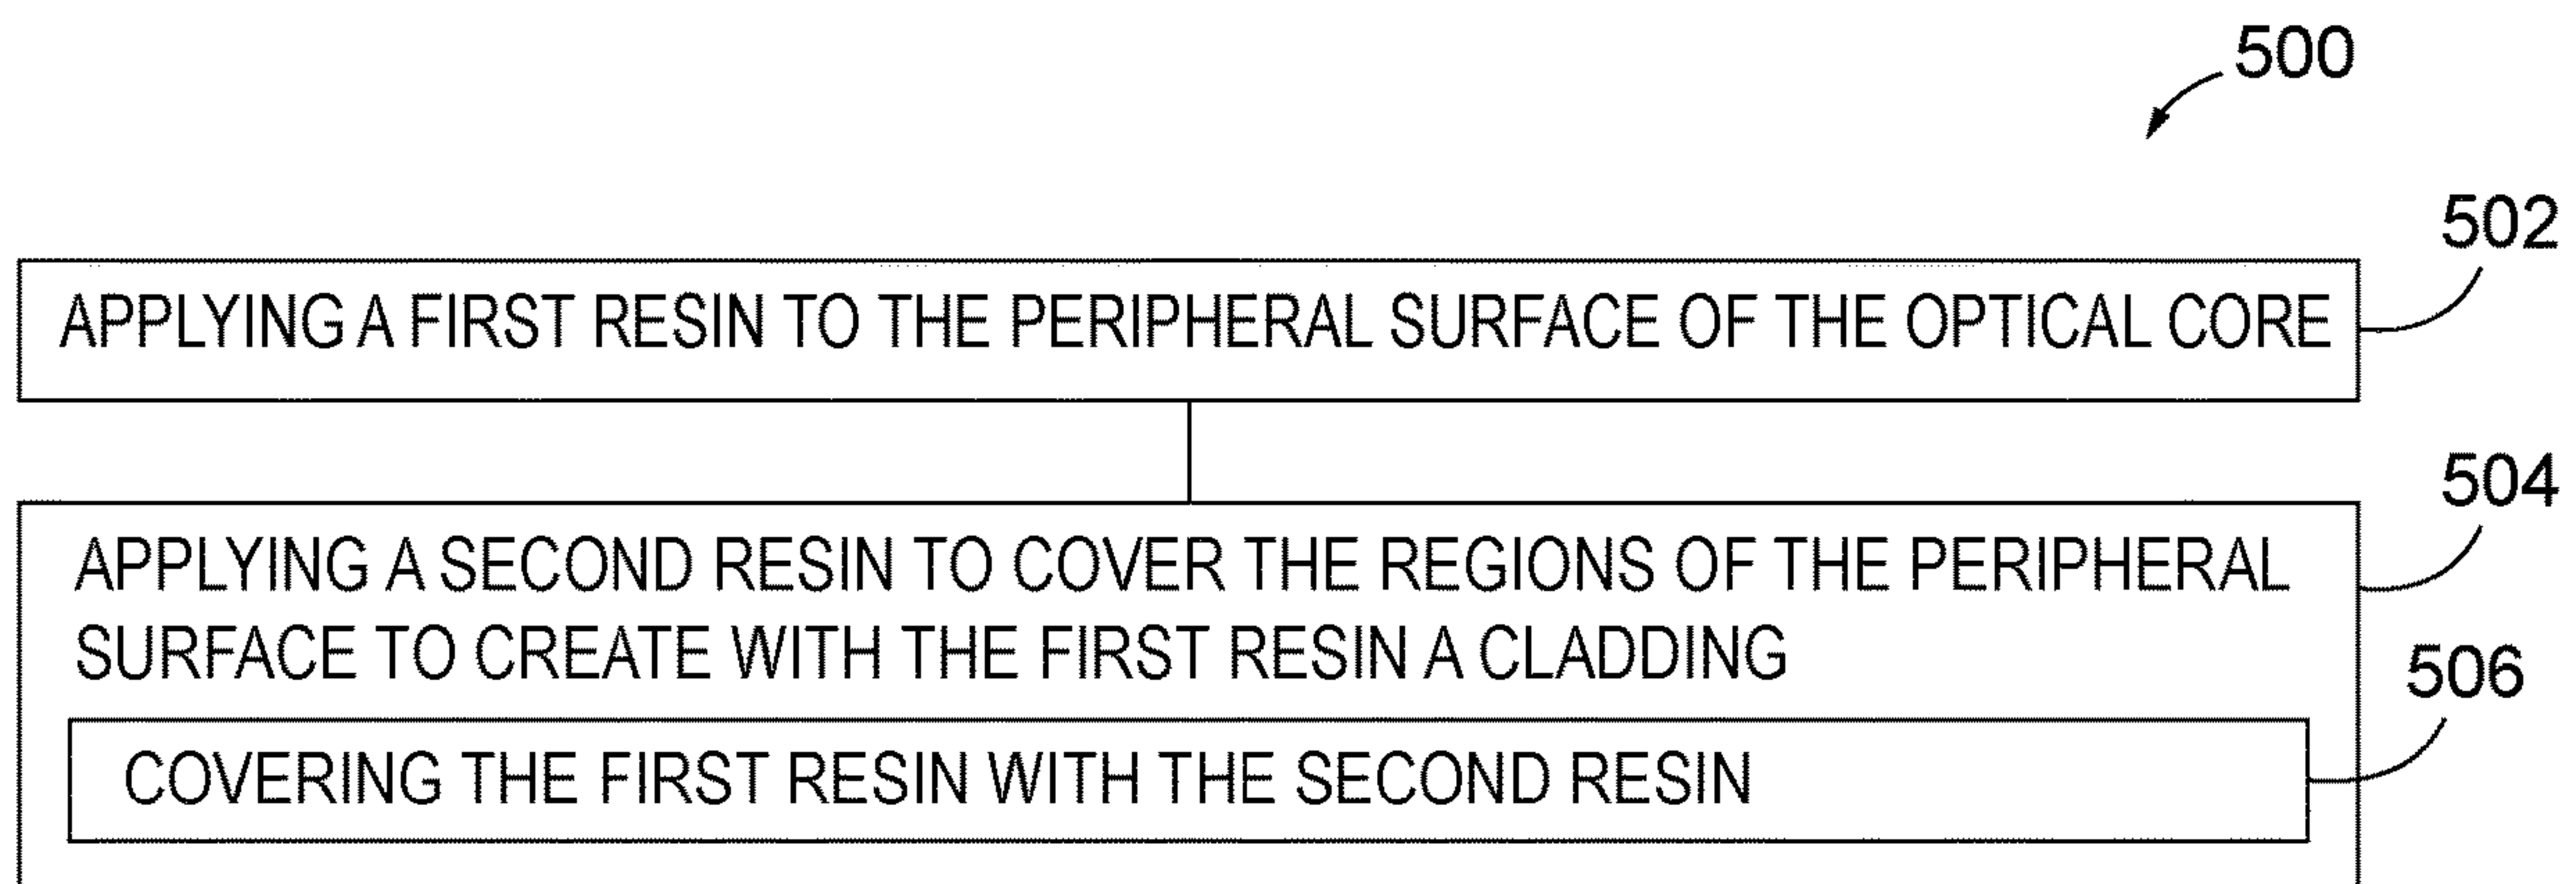 500
502
APPLYING A FIRST RESIN TO THE PERIPHERAL SURFACE OF THE OPTICAL CORE
504
APPLYING A SECOND RESIN TO COVER THE REGIONS OF THE PERIPHERAL
SURFACE TO CREATE WITH THE FIRST RESIN A CLADDING
506
COVERING THE FIRST RESIN WITH THE SECOND RESIN